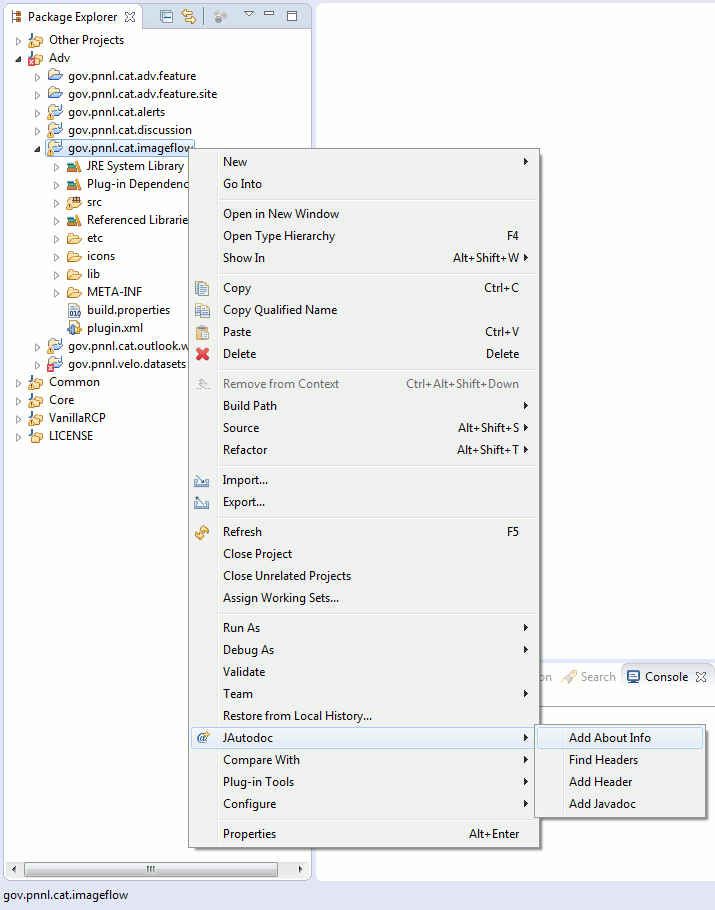 Package Explorer
Other Projects
Adv
gov.pnnl.cat.adv.feature
gov.pnnl.cat.adv.feature.site
gov.pnnl.cat.alerts
gov.pnnl.cat.discussion
gov.pnnl.cat.imageflow
JRE System Library
Plug-in Dependenc
src
Referenced Librarie
etc
icons
lib
META-INF
build.properties
plugin.xml
gov.pnnl.cat.outlook.w
gov.pnnl.velo.datasets
Common
Core
VanillaRCP
LICENSE
New
Go Into
Open in New Window
Open Type Hierarchy F4
Show In Alt+Shift+W
Copy Ctrl+C
Copy Qualified Name
Paste Ctrl+V
Delete Delete
Remove from Context Ctrl+Alt+Shift+Down
Build Path
Source Alt+Shift+S
Refactor Alt+Shift+T
Import...
Export...
Refresh F5
Close Project
Close Unrelated Projects
Assign Working Sets...
Run As
Debug As
Validate
Team
Restore from Local History...
JAutodoc
Compare With
Plug-in Tools
Configure
Properties Alt+Enter
on Search Console
Add About Info
Find Headers
Add Header
Add Javadoc
gov.pnnl.cat.imageflow